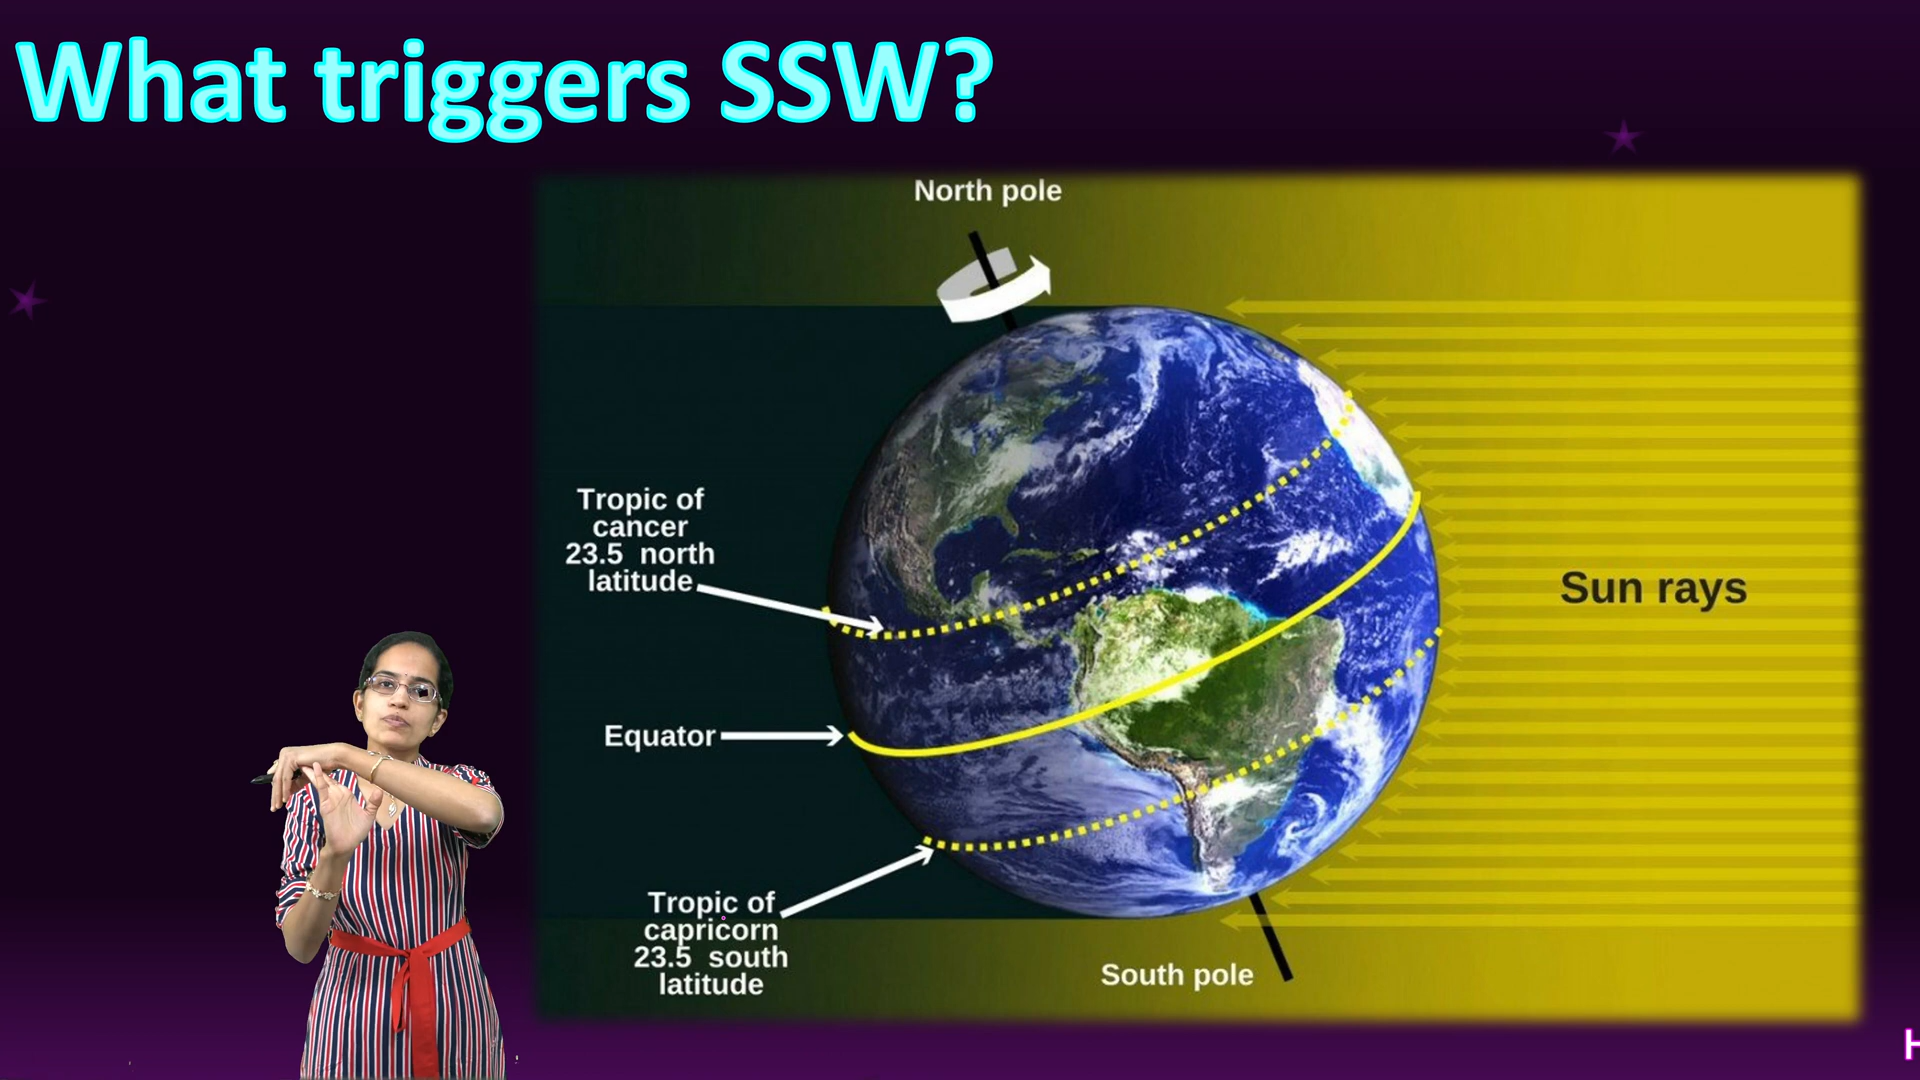 What triggers SSW?
North pole
Tropic of
cancer
23.5 north
latitude
Sun rays
Equator
Tropic of
capricorn
23.5 south
latitude
South pole
H